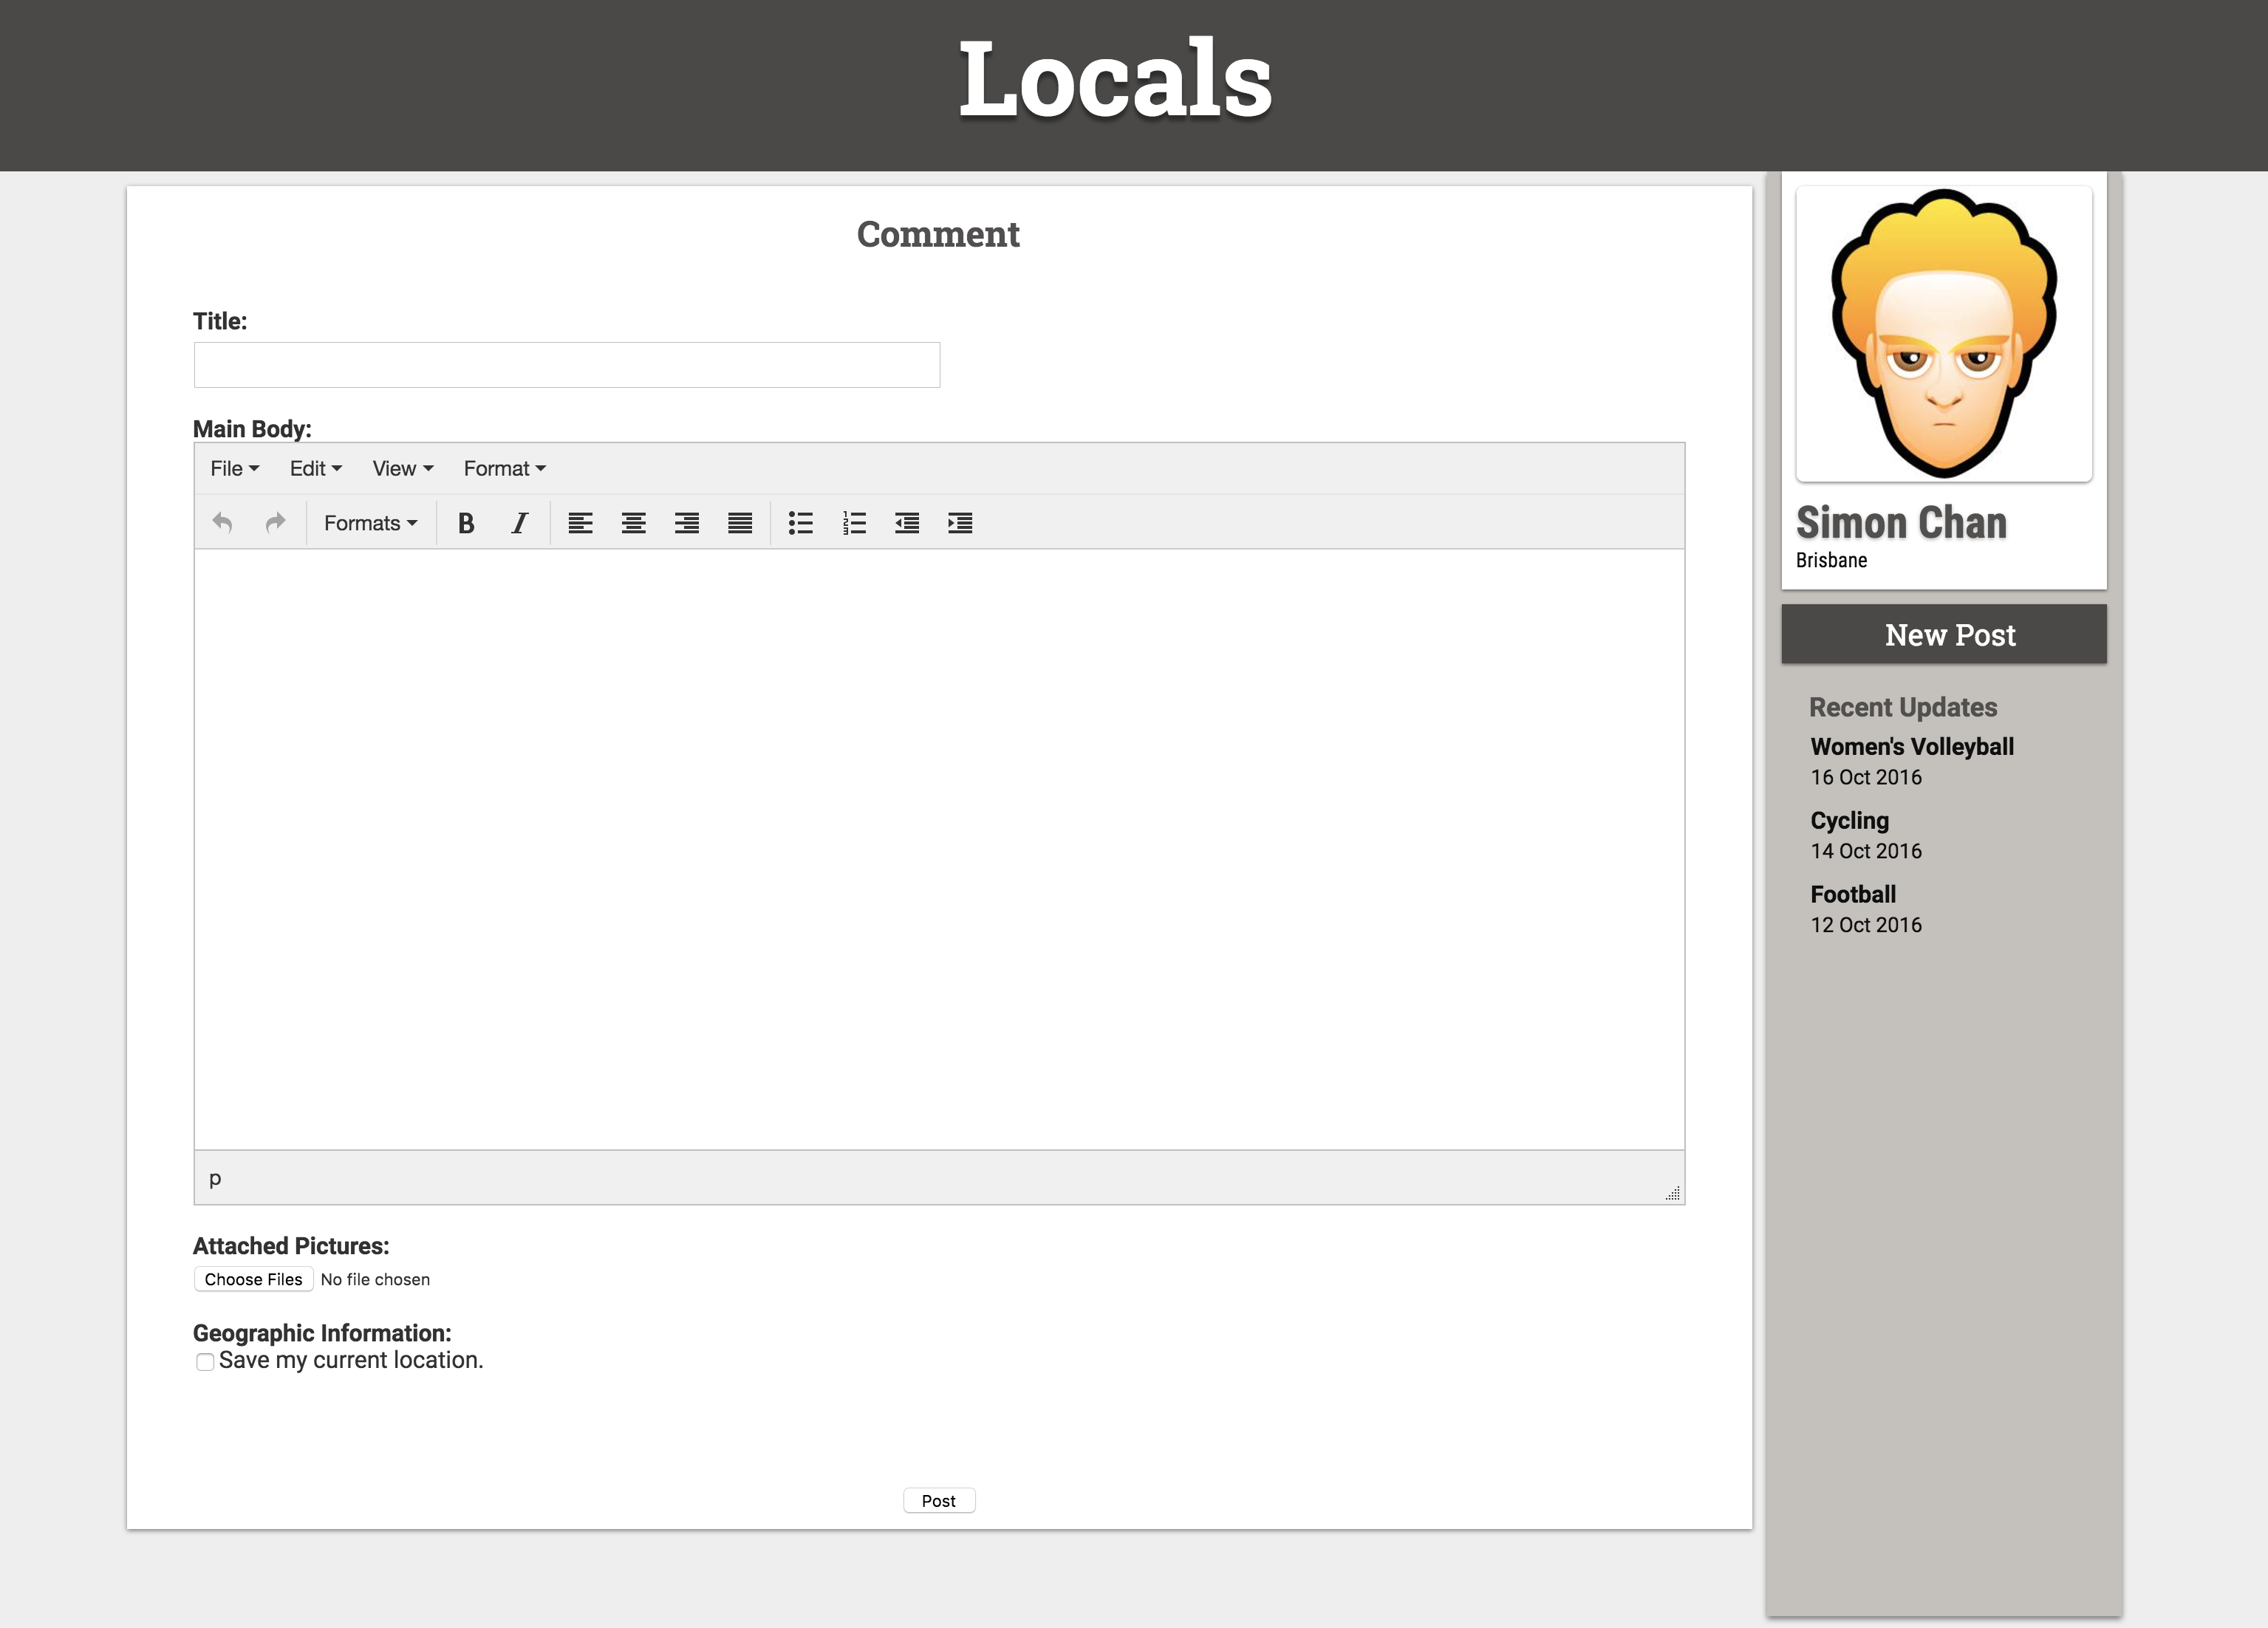 Locals
Comment
Title:
Main Body:
File Edit View Format
Formats B I
p
Attached Pictures:
Choose Files No file chosen
Geographic Information:
Save my current location.
Post
Simon Chan
Brisbane
New Post
Recent Updates
Women's Volleyball
16 Oct 2016
Cycling
14 Oct 2016
Football
12 Oct 2016